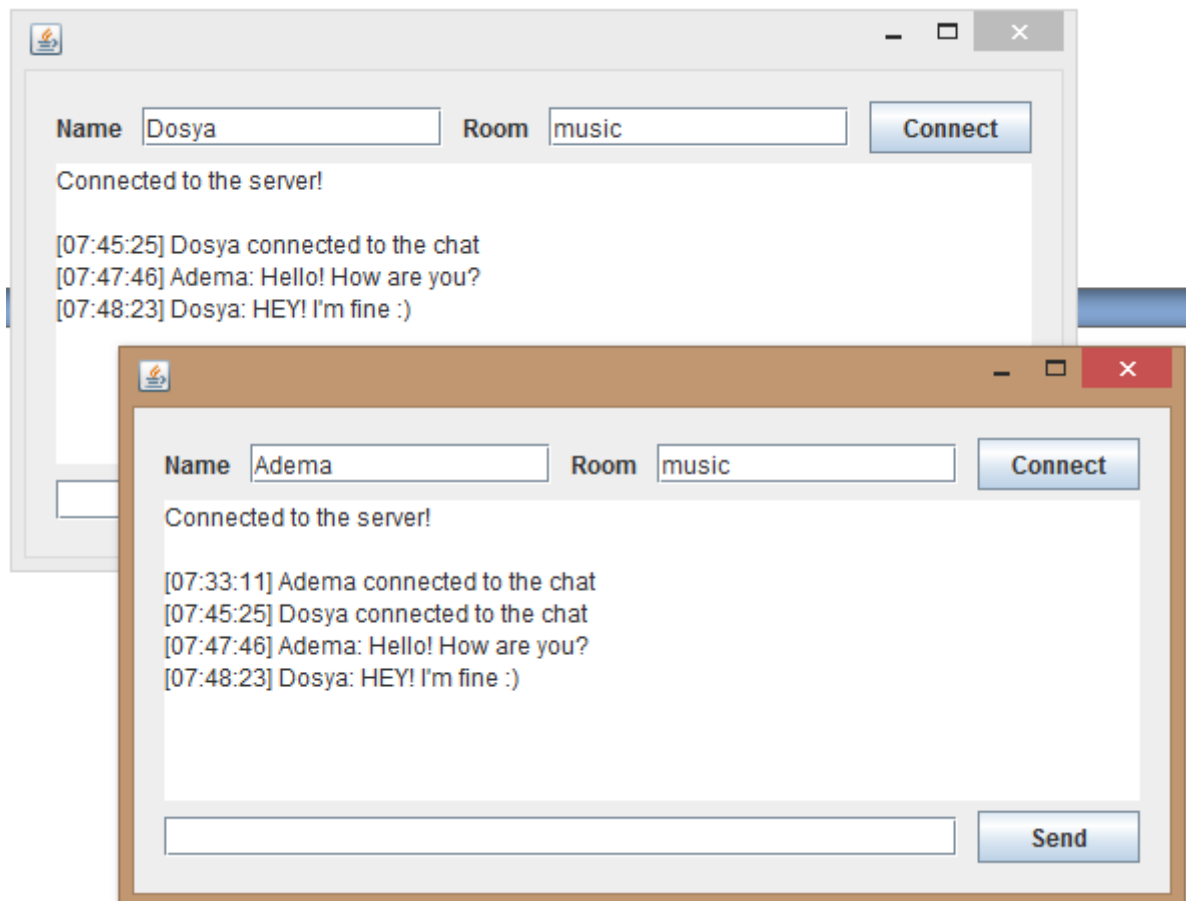 Name Dosya Room music Connect
Connected to the server!
[07:45:25] Dosya connected to the chat
[07:47:46] Adema: Hello! How are you?
[07:48:23] Dosya: HEY! I'm fine :)
Name Adema Room music Connect
Connected to the server!
[07:33:11] Adema connected to the chat
[07:45:25] Dosya connected to the chat
[07:47:46] Adema: Hello! How are you?
[07:48:23] Dosya: HEY! I'm fine :)
Send